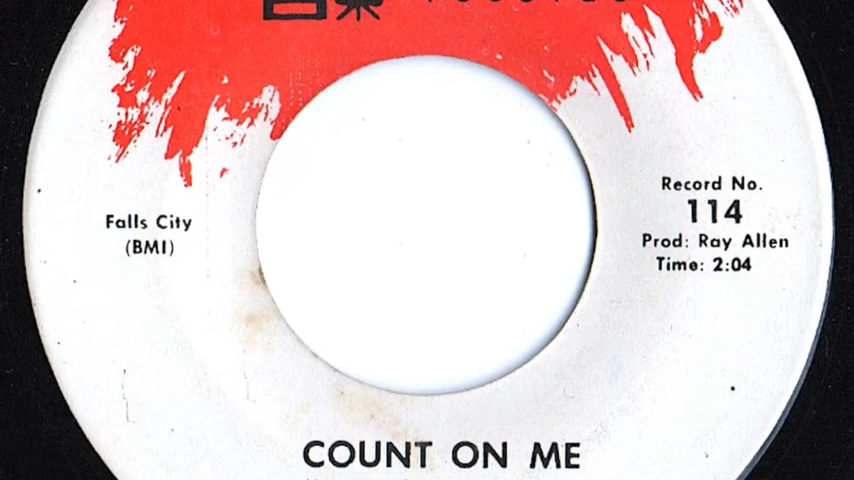 Falls City
(BMI)
Record No.
114
Prod: Ray Allen
Time: 2:04
COUNT ON ME